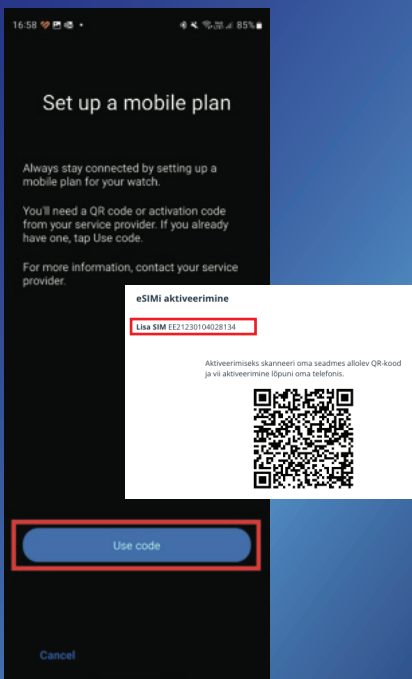 16:58
85%
Set up a mobile plan
Always stay connected by setting up a
mobile plan for your watch.
You'll need a QR code or activation code
from your service provider. If you already
have one, tap Use code.
For more information, contact your service
provider.
eSIMi aktiveerimine
Lisa SIM EE21230104028134
Aktiveerimiseks skanneeri oma seadmes allolev QR-kood
ja vii aktiveerimine lõpuni oma telefonis.
Use code
Cancel